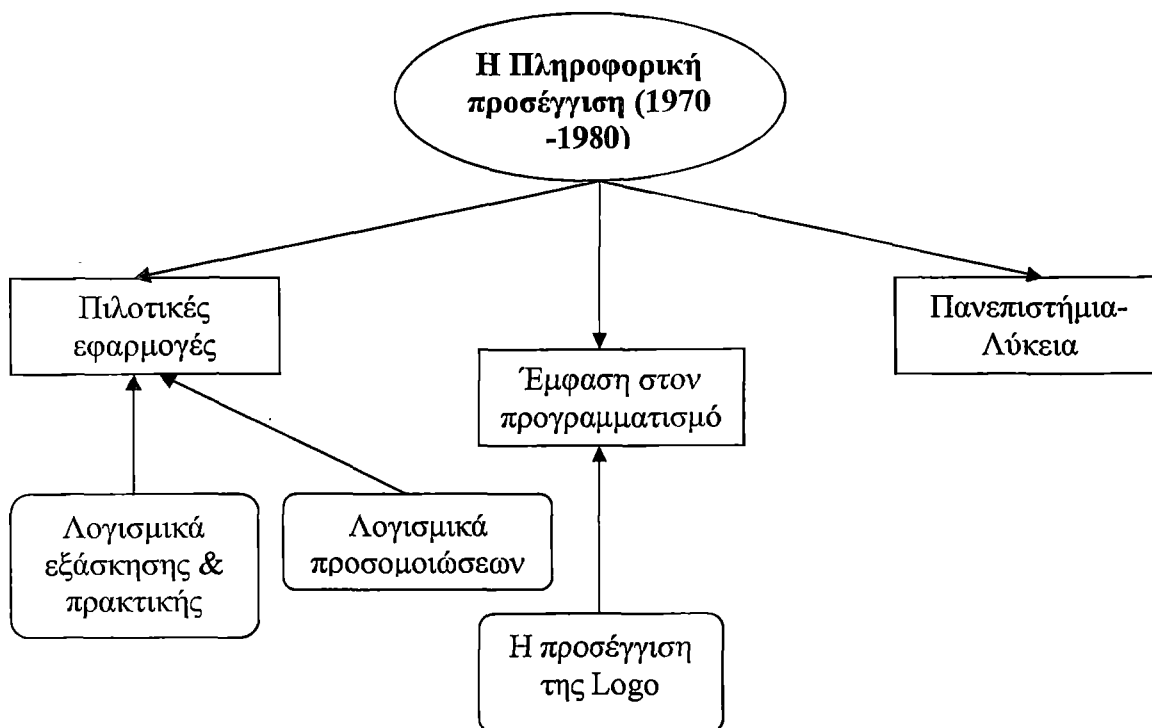 Η Πληροφορική
προσέγγιση (1970
-1980)
Πιλοτικές
εφαρμογές
Έμφαση στον
προγραμματισμό
Πανεπιστήμια-
Λύκεια
Λογισμικά
εξάσκησης &
πρακτικής
Λογισμικά
προσομοιώσεων
Η προσέγγιση
της Logo